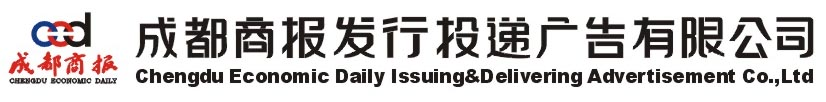 ced
成都商报
CHENGDU ECONOMIC DAILY
成都商报发行投递广告有限公司
Chengdu Economic Daily Issuing&Delivering Advertisement Co.,Ltd